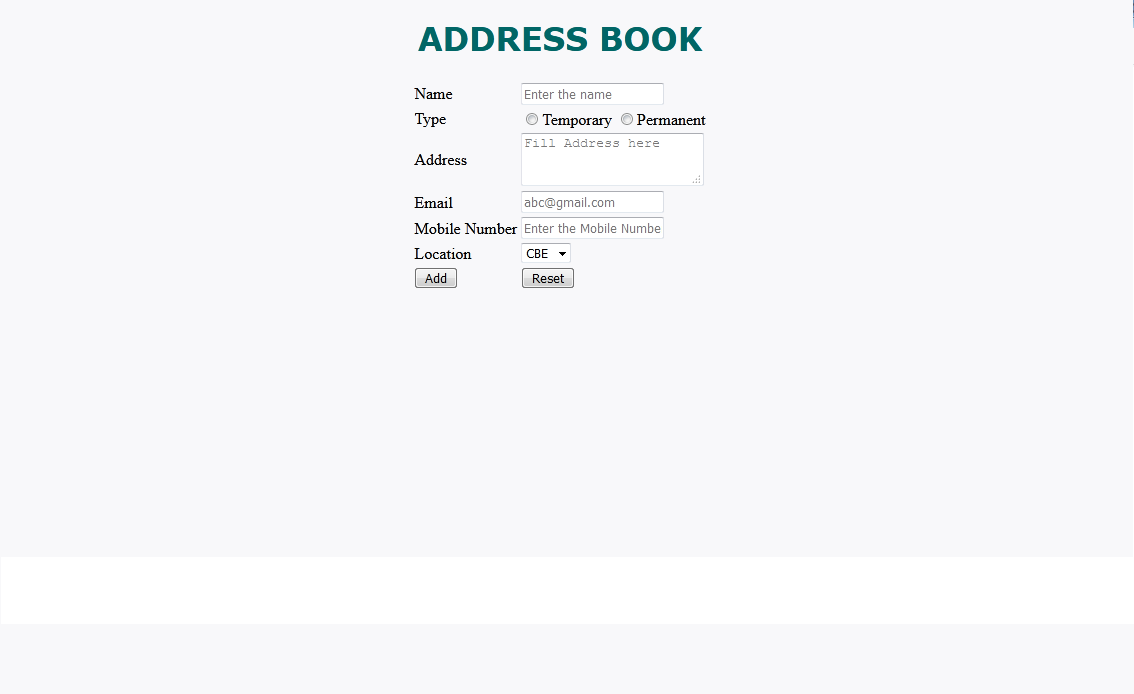 ADDRESS BOOK
Name Enter the name
Type Temporary Permanent
Address Fill Address here
Email abc@gmail.com
Mobile Number Enter the Mobile Numbe
Location CBE
Add Reset